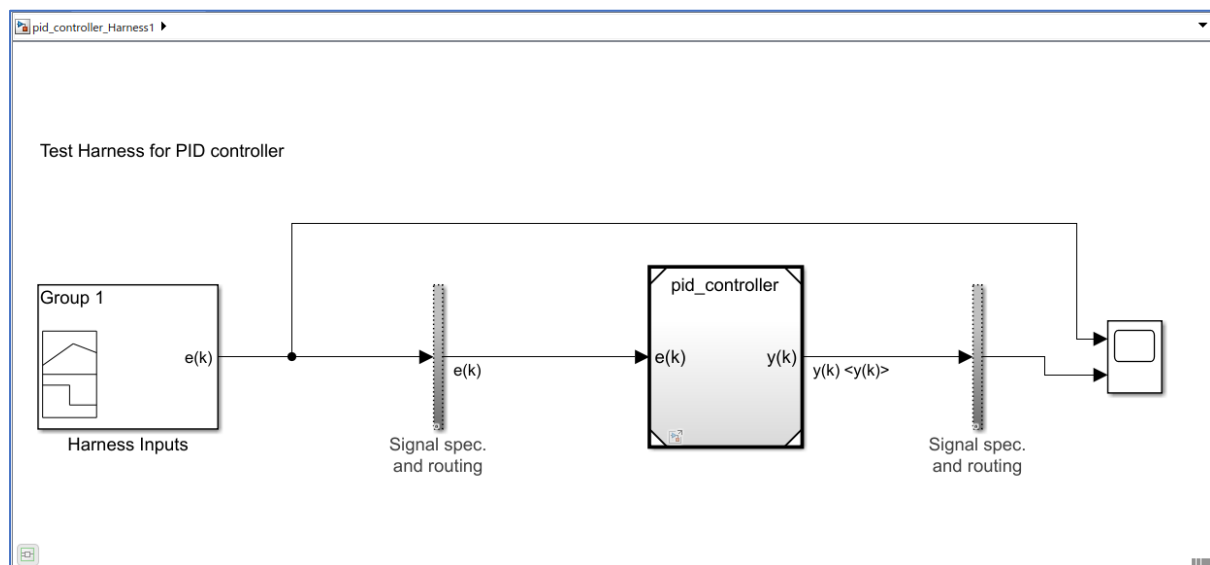 pid_controller_Harness1
Test Harness for PID controller
Group 1
e(k)
Harness Inputs
e(k)
Signal spec.
and routing
pid_controller
e(k)
y(k)
y(k) <y(k)>
Signal spec.
and routing